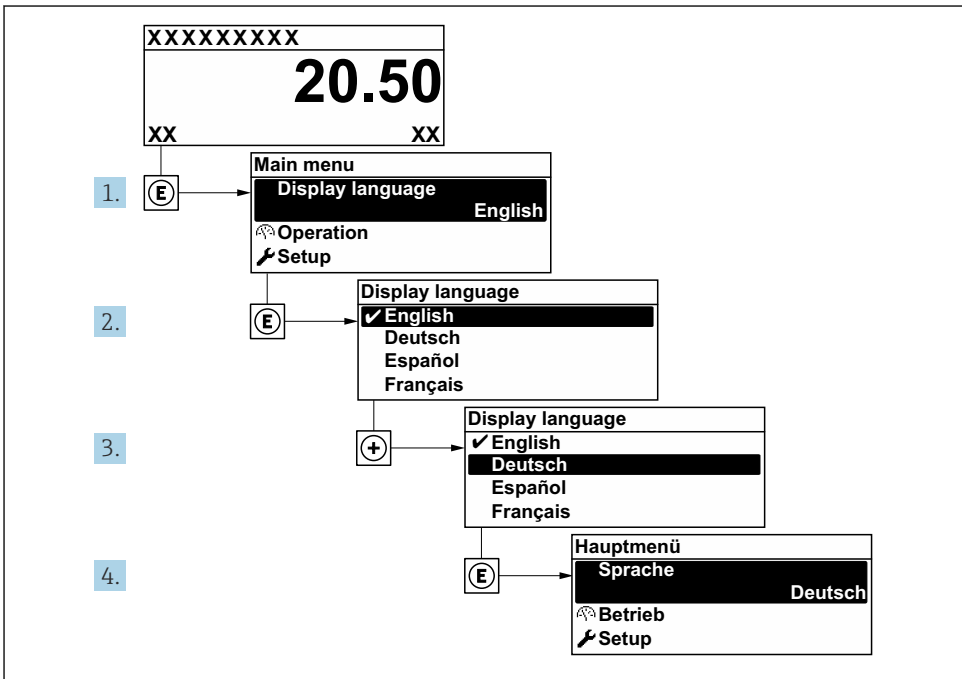 XXXXXXXXX
20.50
XX XX
1. E
Main menu
Display language
English
Operation
Setup
2. E
Display language
✔English
Deutsch
Español
Français
3. +
Display language
✔English
Deutsch
Español
Français
4. E
Hauptmenü
Sprache
Deutsch
Betrieb
Setup